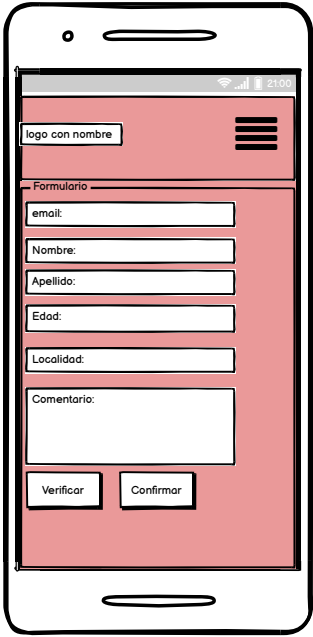 21:00
logo con nombre
Formulario
email:
Nombre:
Apellido:
Edad:
Localidad:
Comentario:
Verificar
Confirmar